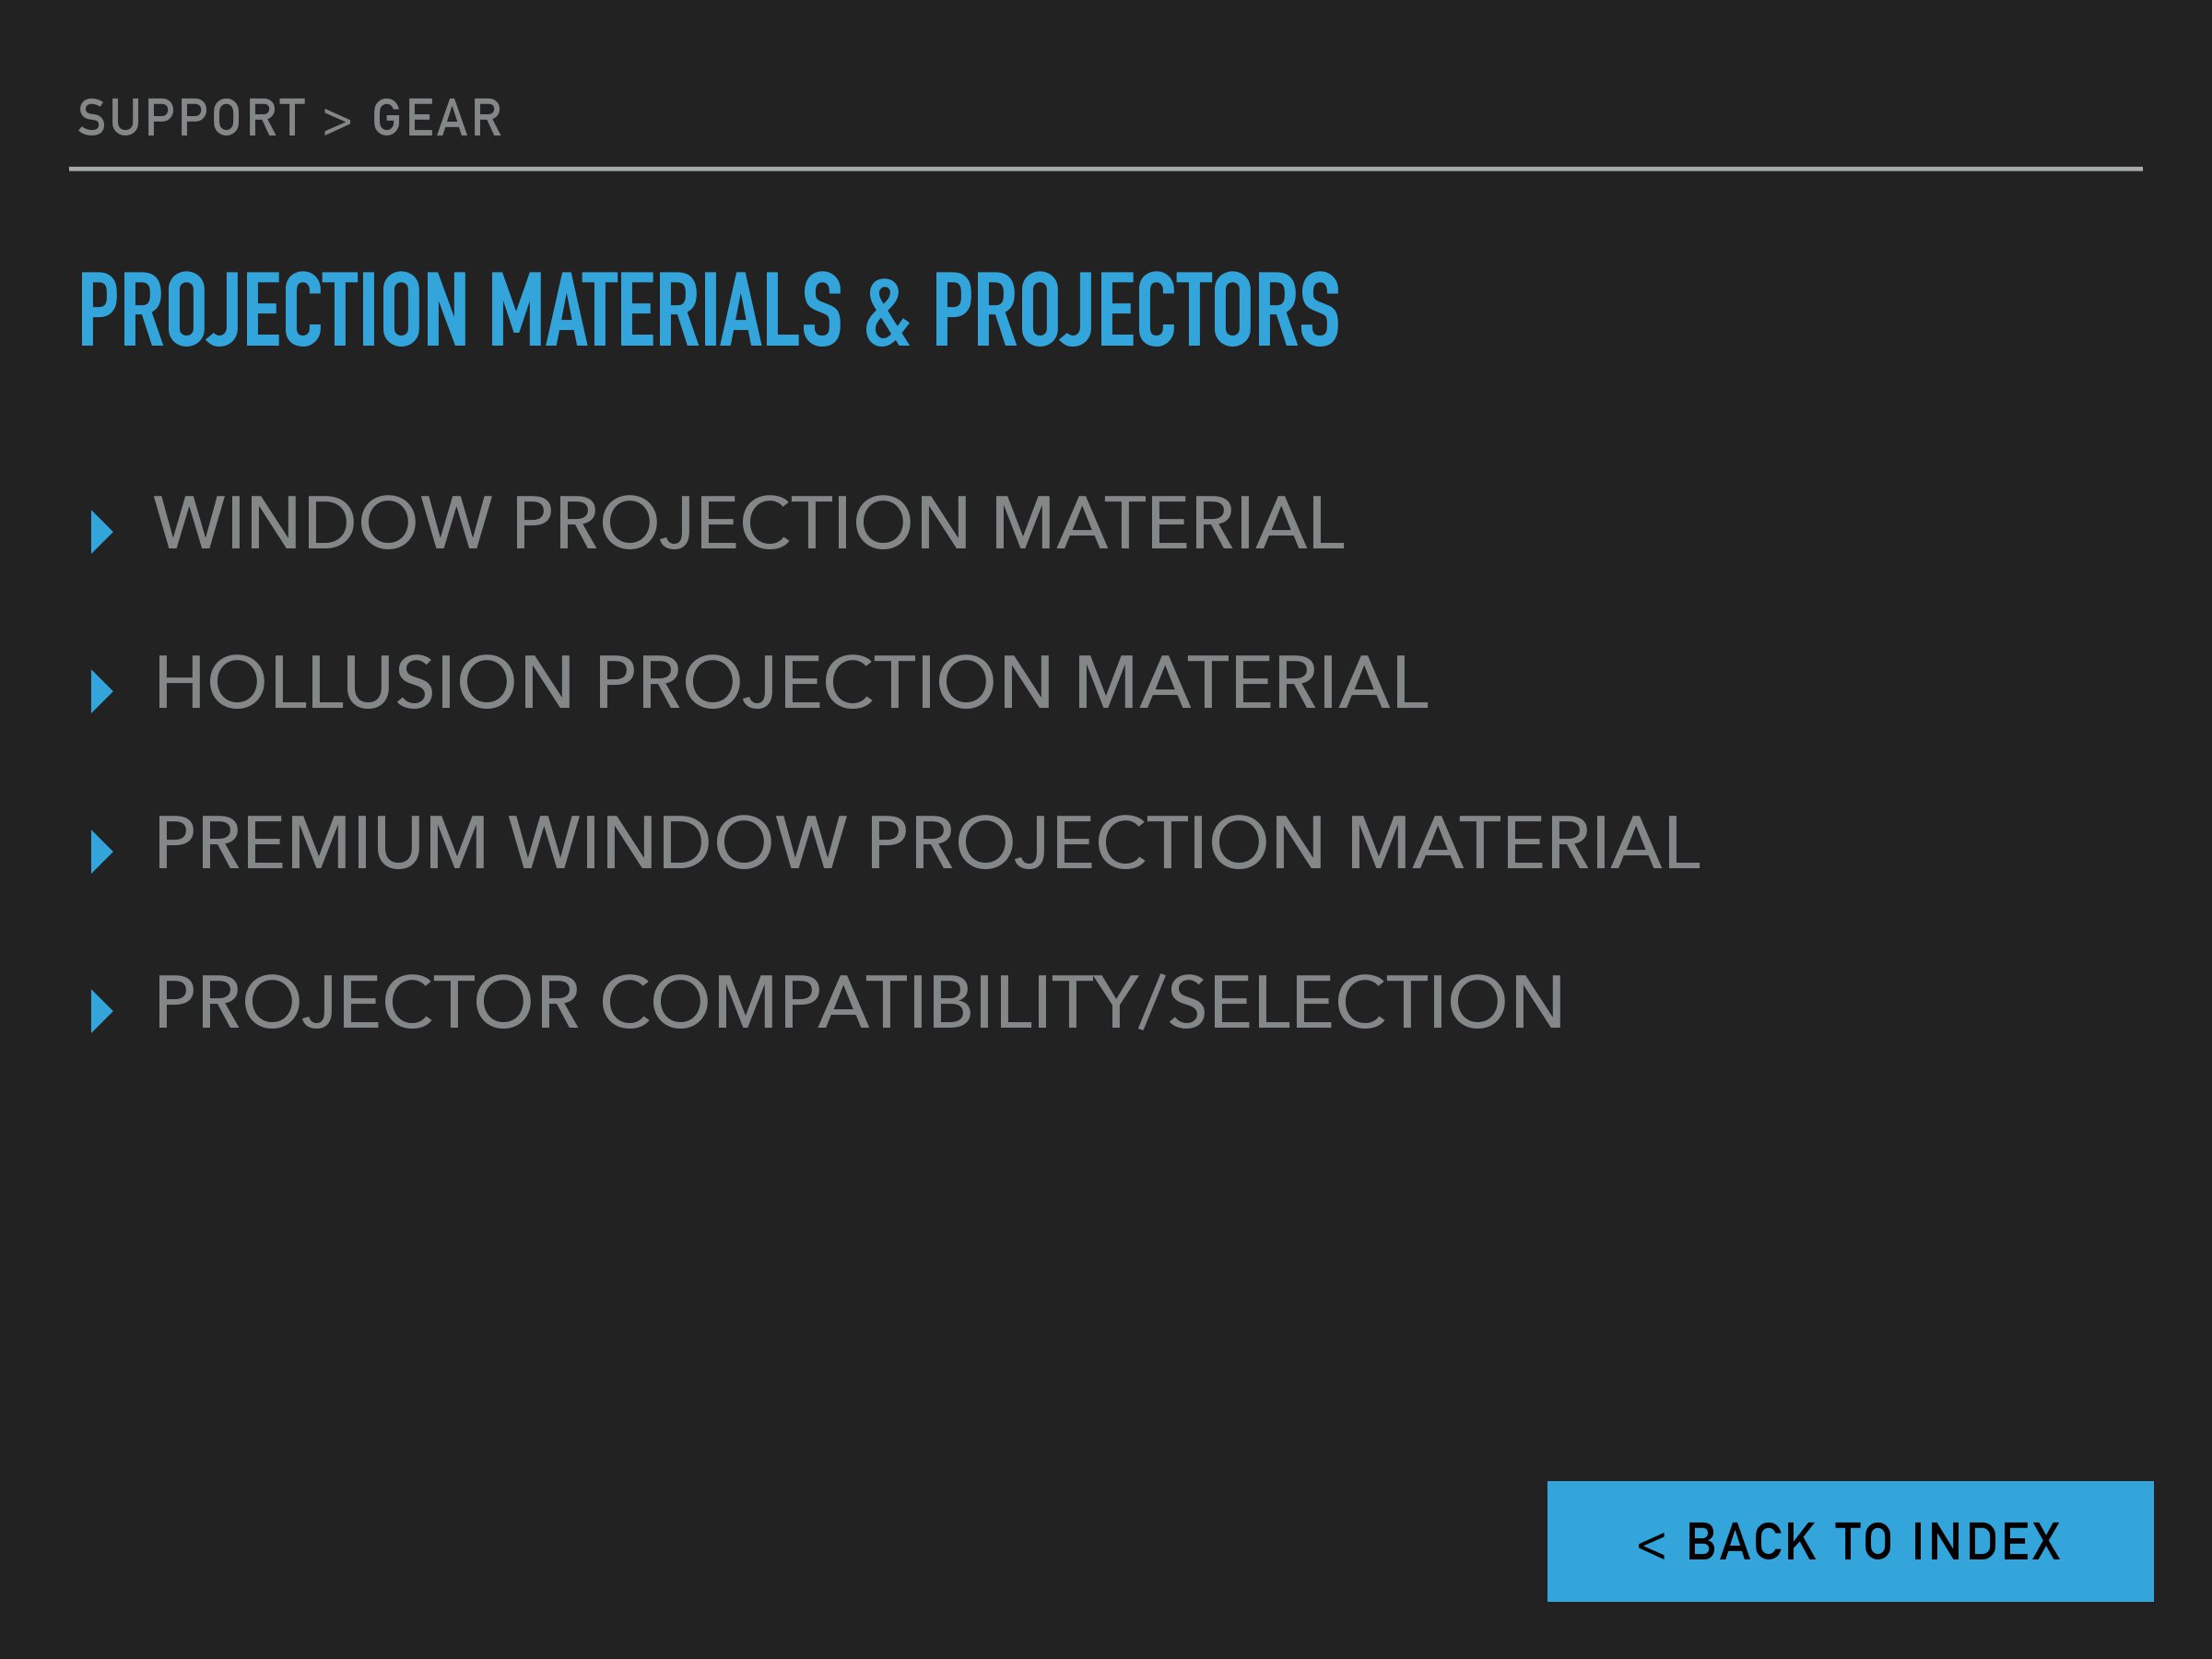 SUPPORT > GEAR
PROJECTION MATERIALS & PROJECTORS
WINDOW PROJECTION MATERIAL
HOLLUSION PROJECTION MATERIAL
PREMIUM WINDOW PROJECTION MATERIAL
PROJECTOR COMPATIBILITY/SELECTION
< BACK TO INDEX